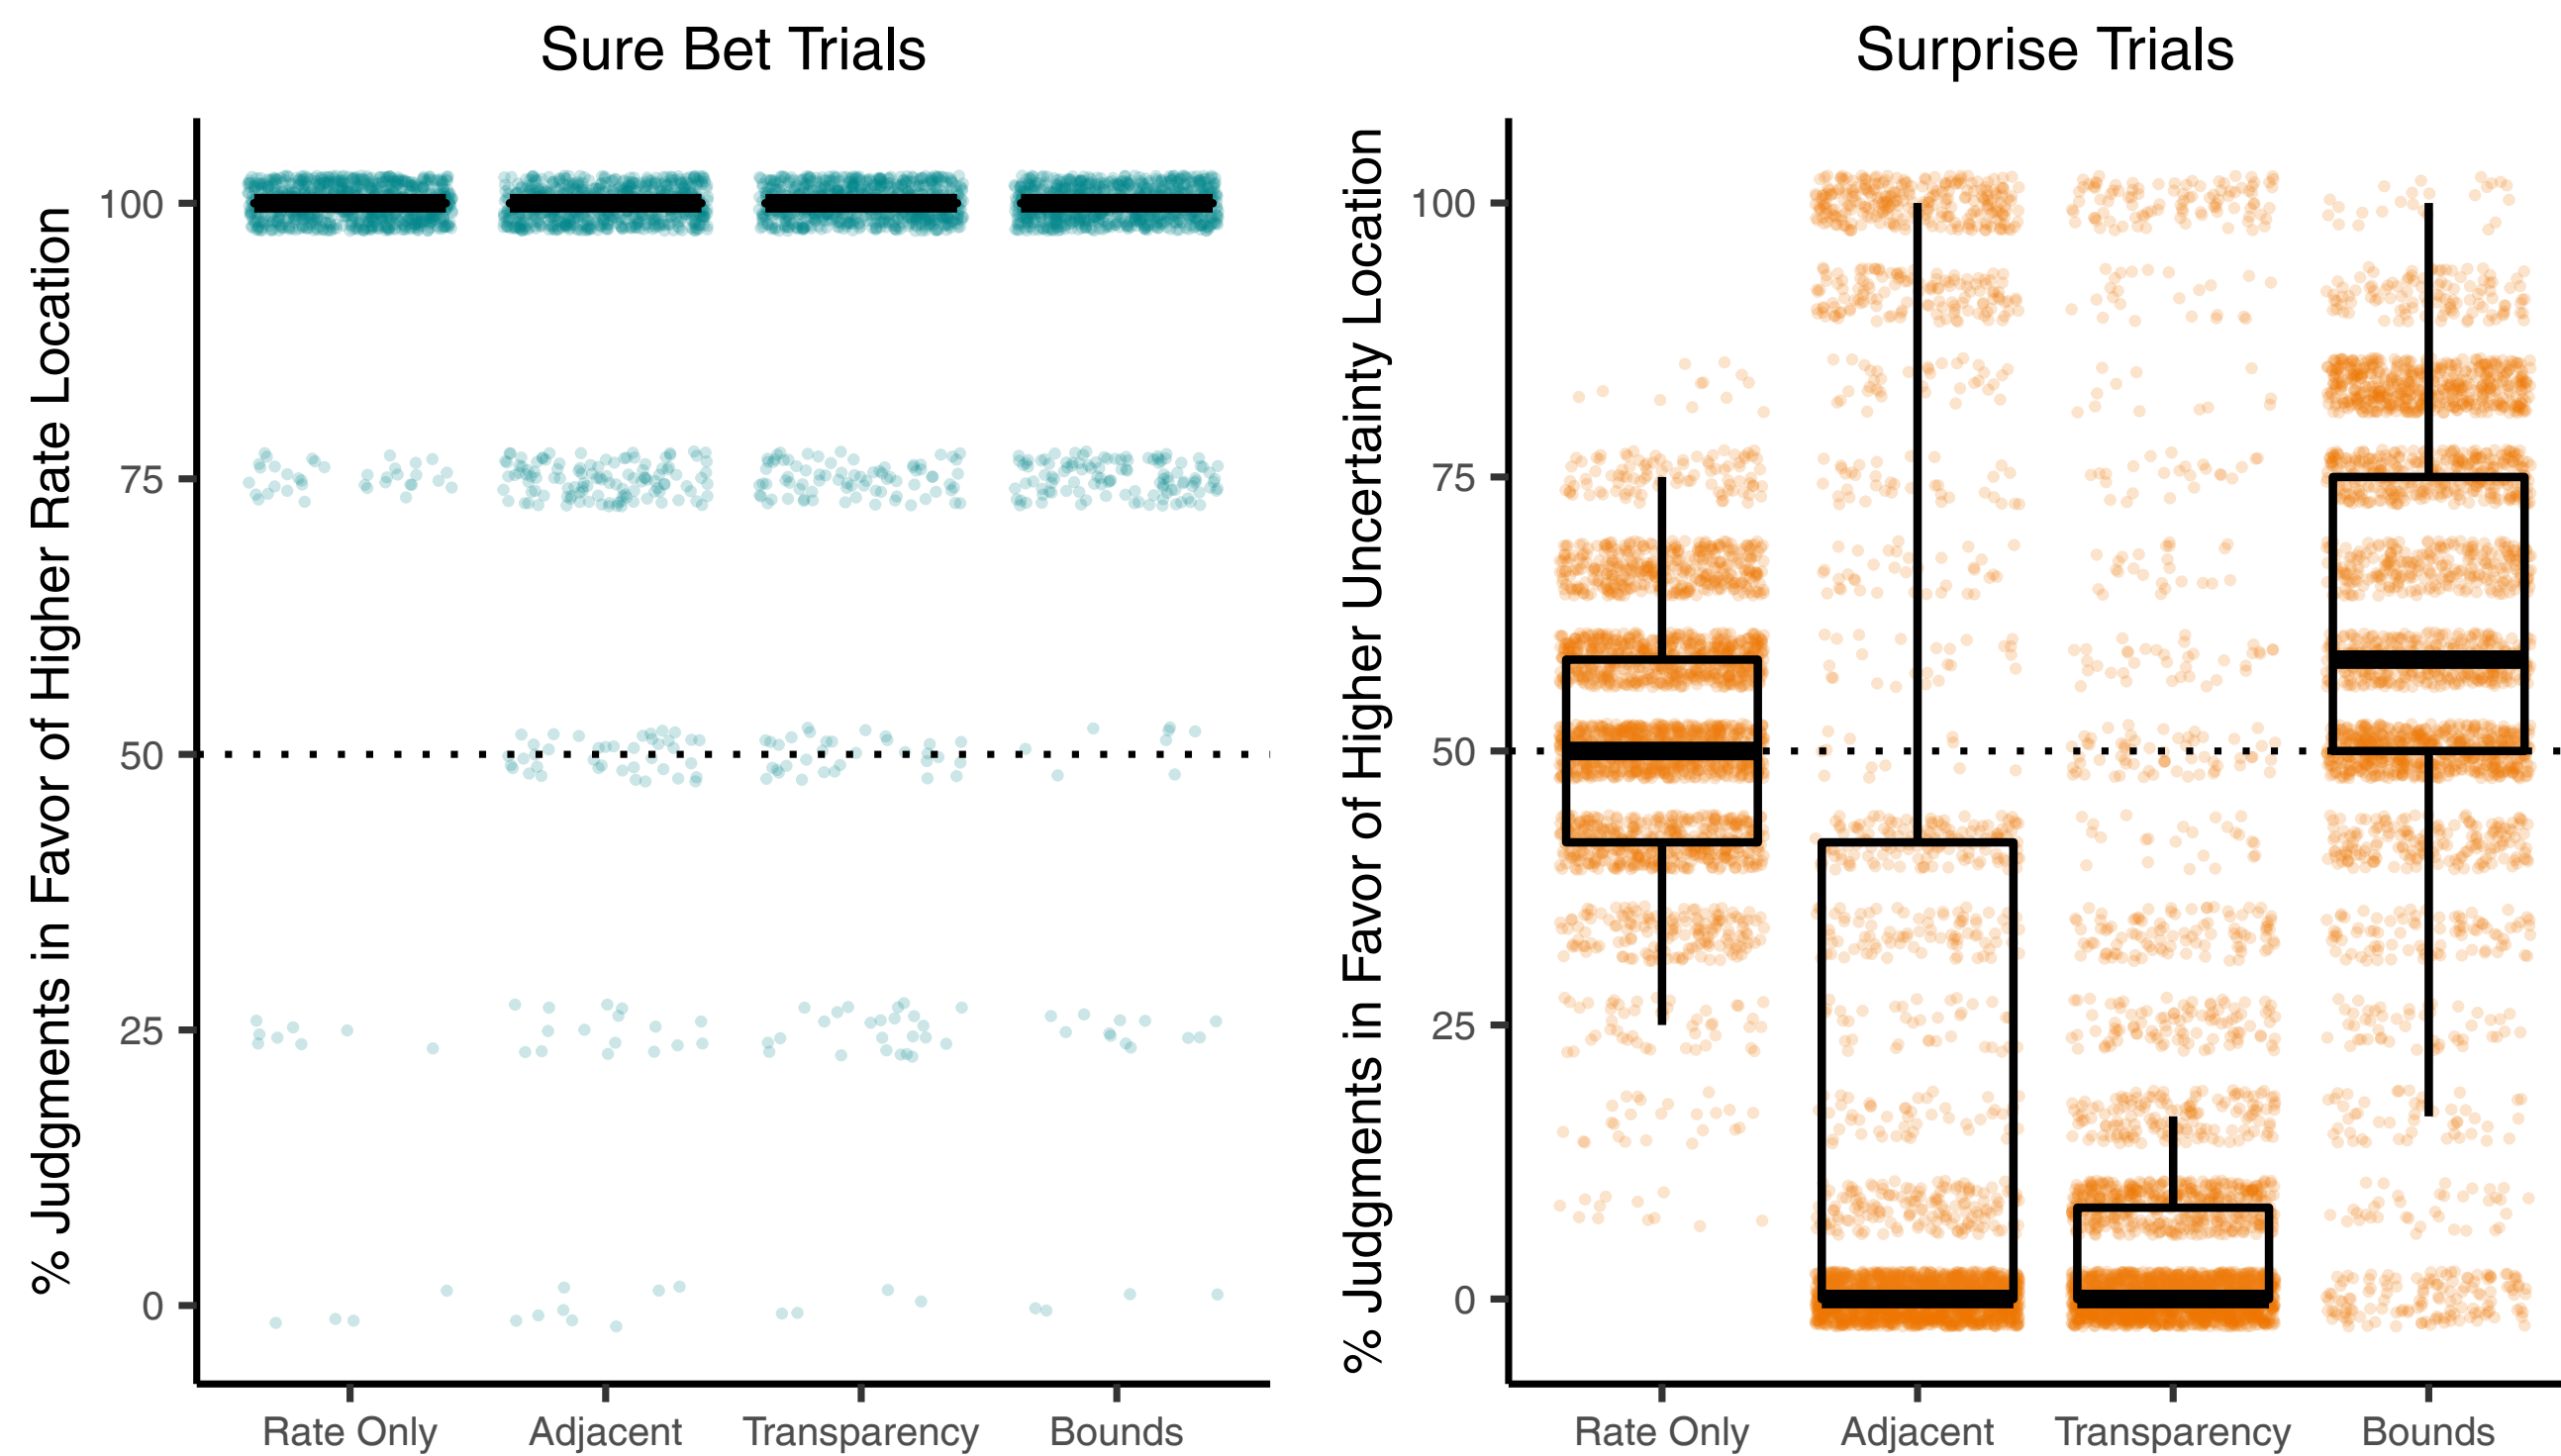 Sure Bet Trials
% Judgments in Favor of Higher Rate Location
100
75
50
25
0
Rate Only Adjacent Transparency Bounds
Surprise Trials
% Judgments in Favor of Higher Uncertainty Location
100
75
50
25
0
Rate Only Adjacent Transparency Bounds